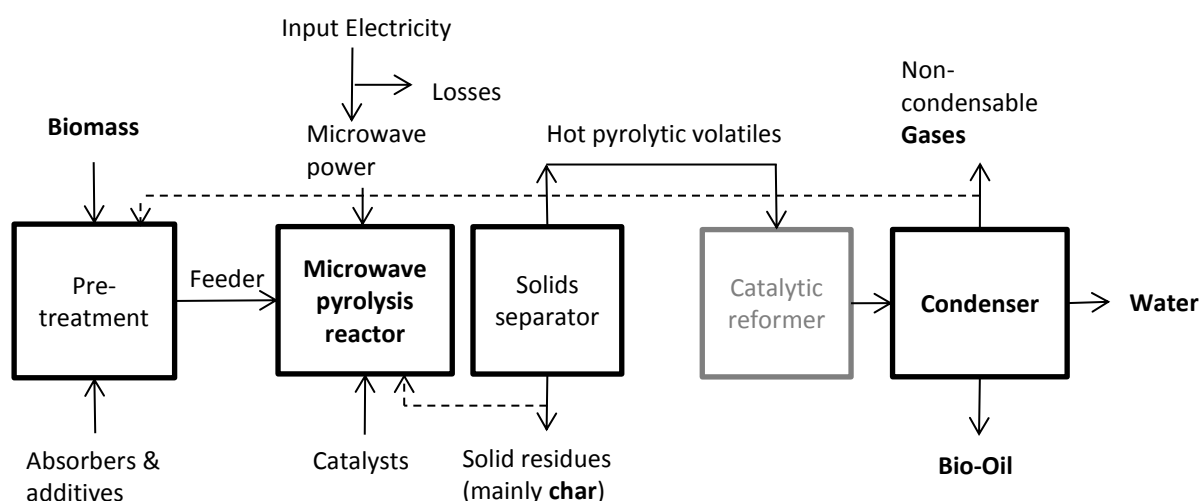 Input Electricity
Losses
Non-
condensable
Gases
Biomass
Microwave
power
Hot pyrolytic volatiles
Pre-
treatment
Feeder
Microwave
pyrolysis
reactor
Solids
separator
Catalytic
reformer
Condenser
Water
Absorbers &
additives
Catalysts
Solid residues
(mainly char)
Bio-Oil